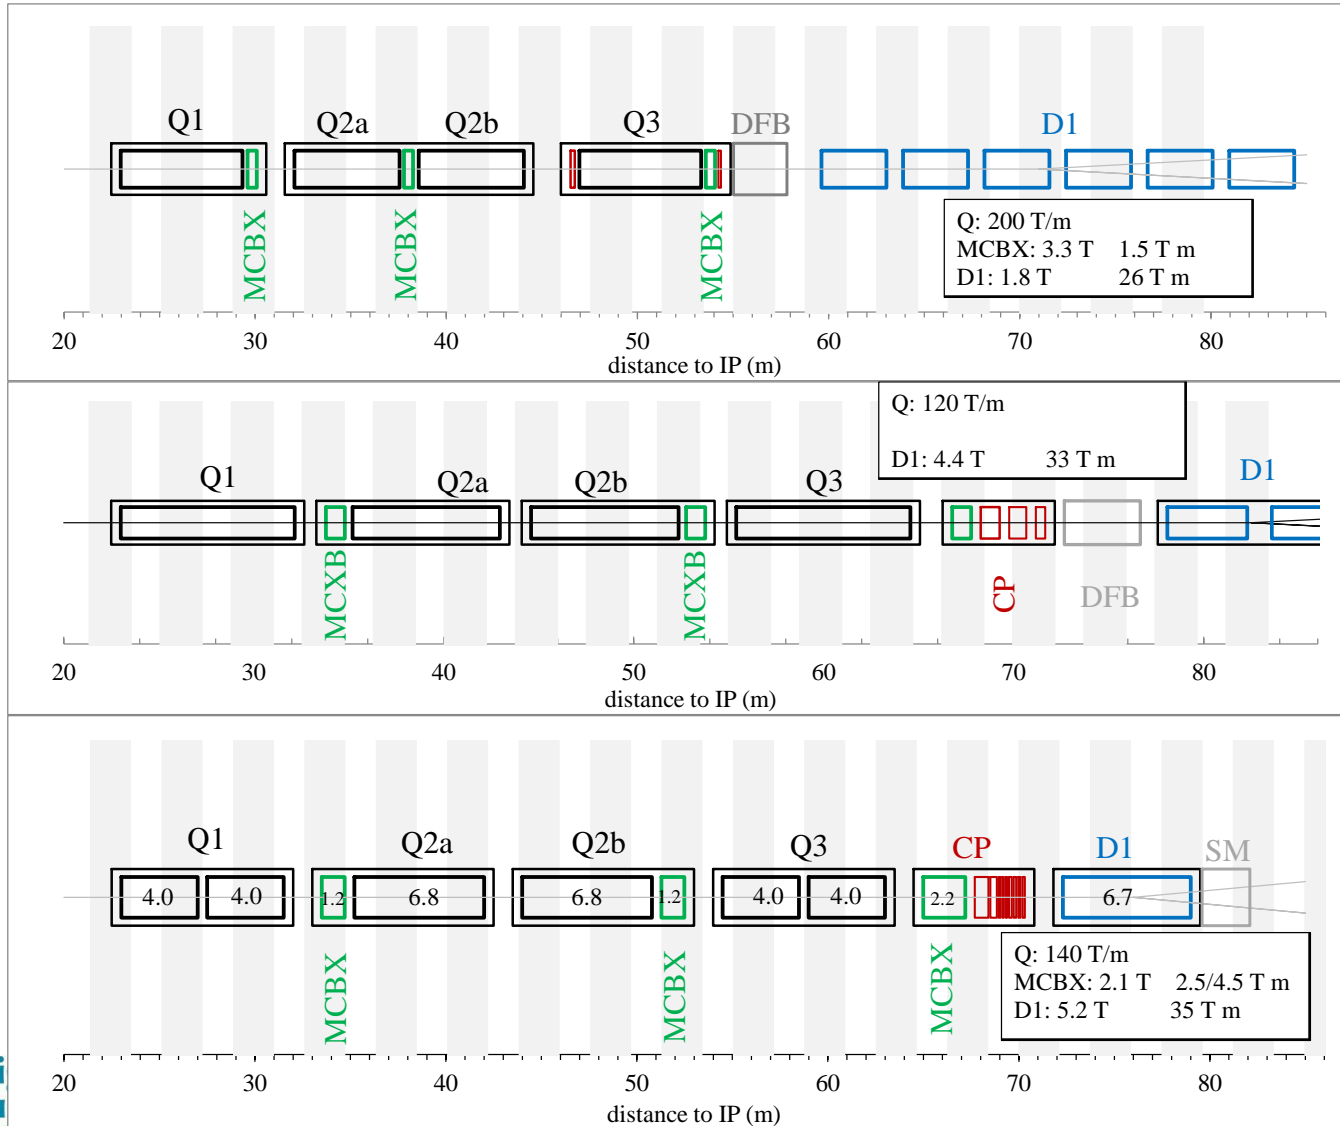 Q1 Q2a Q2b Q3 DFB D1
MCBX MCBX MCBX
Q: 200 T/m
MCBX: 3.3 T 1.5 T m
D1: 1.8 T 26 T m
20 30 40 50 60 70 80
distance to IP (m)
Q: 120 T/m
D1: 4.4 T 33 T m
Q1 Q2a Q2b Q3 D1
MCXB MCXB CP DFB
20 30 40 50 60 70 80
distance to IP (m)
Q1 Q2a Q2b Q3 CP D1 SM
4.0 4.0 1.2 6.8 6.8 1.2 4.0 4.0 2.2 6.7
MCBX MCBX MCBX
Q: 140 T/m
MCBX: 2.1 T 2.5/4.5 T m
D1: 5.2 T 35 T m
20 30 40 50 60 70 80
distance to IP (m)